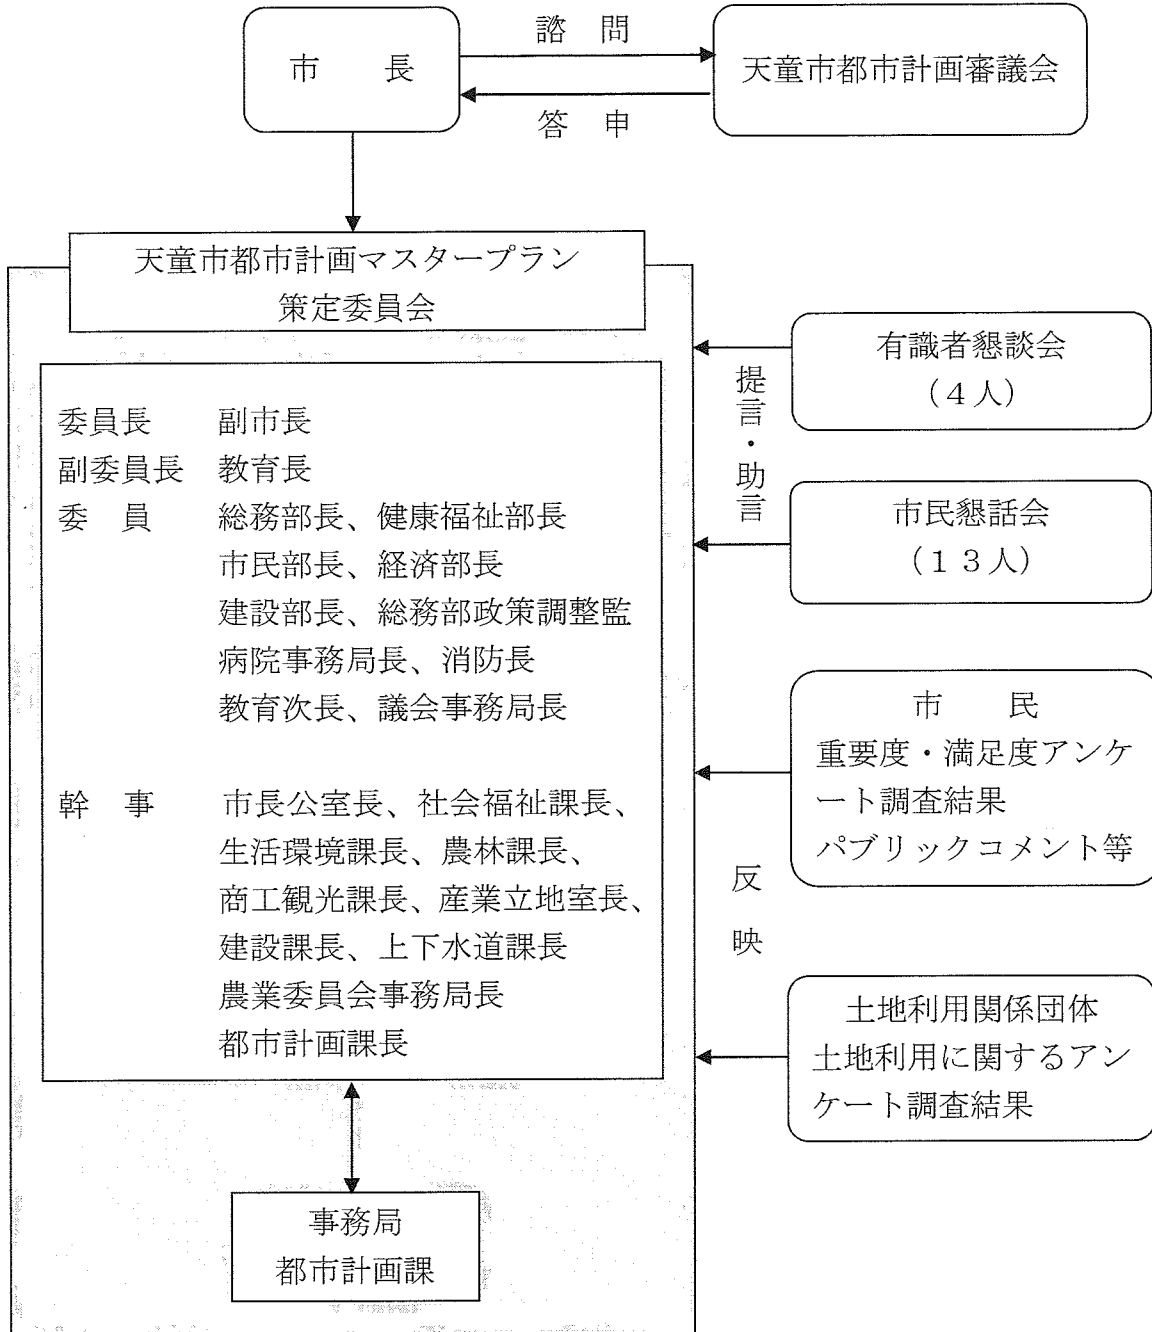 諮　問
市　　長
天童市都市計画審議会
答　申
天童市都市計画マスタープラン
策定委員会
委員長　　副市長
副委員長　教育長
委　員　　総務部長、健康福祉部長
市民部長、経済部長
建設部長、総務部政策調整監
病院事務局長、消防長
教育次長、議会事務局長
幹　事　　市長公室長、社会福祉課長、
生活環境課長、農林課長、
商工観光課長、産業立地室長、
建設課長、上下水道課長
農業委員会事務局長
都市計画課長
事務局
都市計画課
有識者懇談会
（４人）
提言・助言
市民懇話会
（１３人）
市　　民
重要度・満足度アンケ
ート調査結果
パブリックコメント等
反映
土地利用関係団体
土地利用に関するアン
ケート調査結果